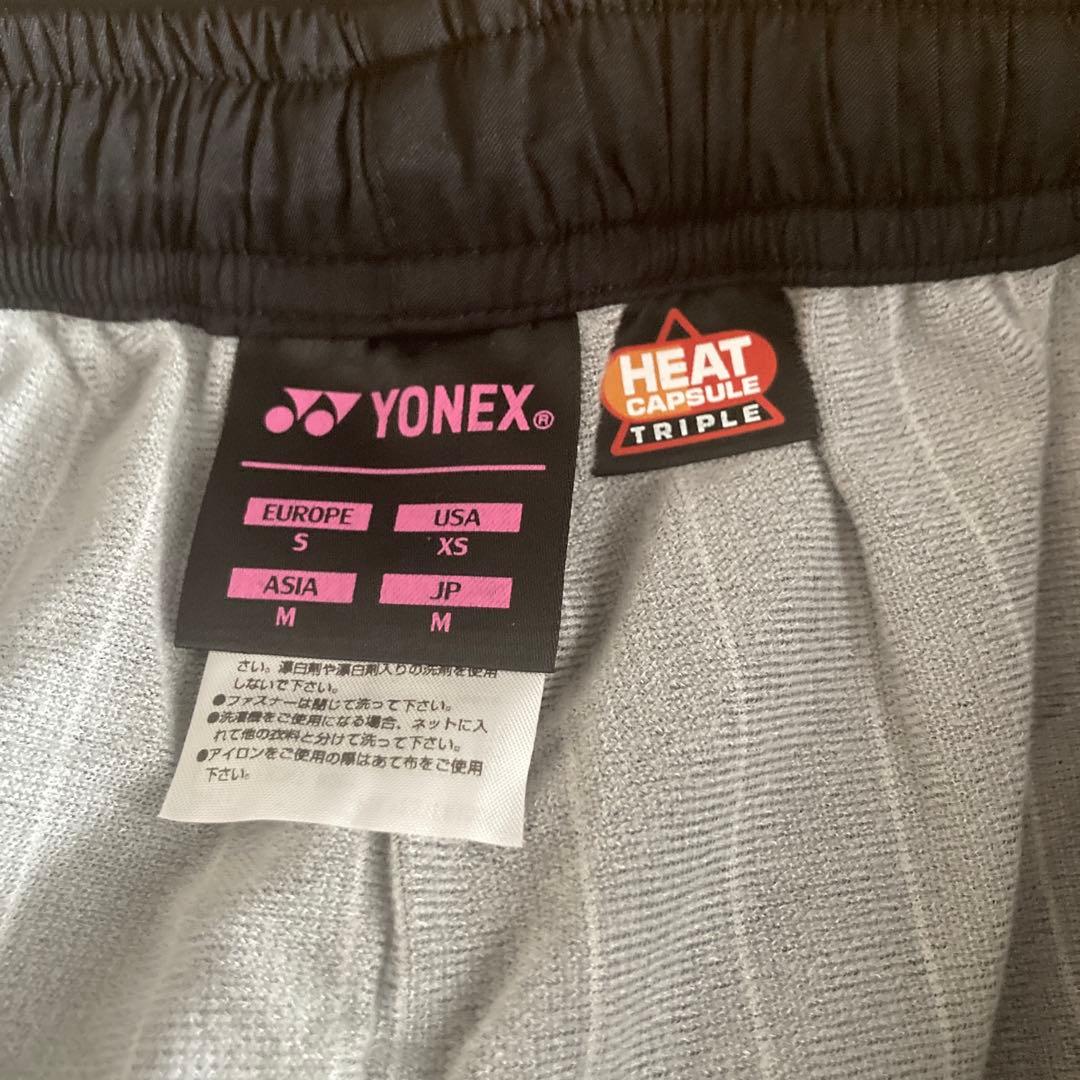 YONEX®
HEAT
CAPSULE
TRIPLE
EUROPE USA
S XS
ASIA JP
M M
さい。漂白剤や漂白剤入りの洗剤を使用
しないで下さい。
●ファスナーは閉じて洗って下さい。
●洗濯機をご使用になる場合、ネットに入
れて他の衣料と分けて洗って下さい。
●アイロンをご使用の際はあて布をご使用
下さい。